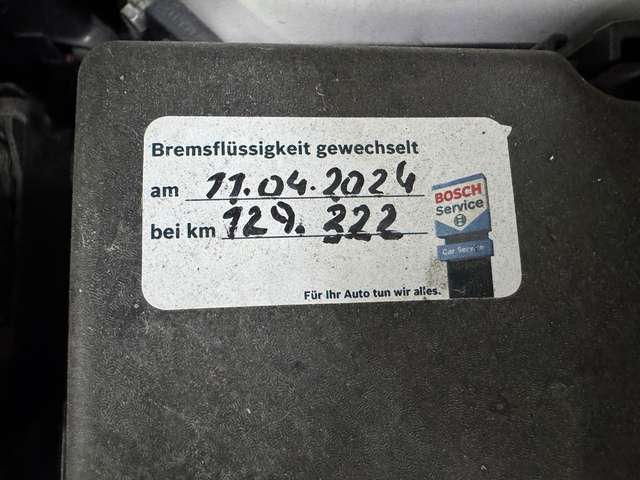 Bremsflüssigkeit gewechselt
am 11.04.2024
bei km 129.222
BOSCH
Service
Car Service
Für Ihr Auto tun wir alles.